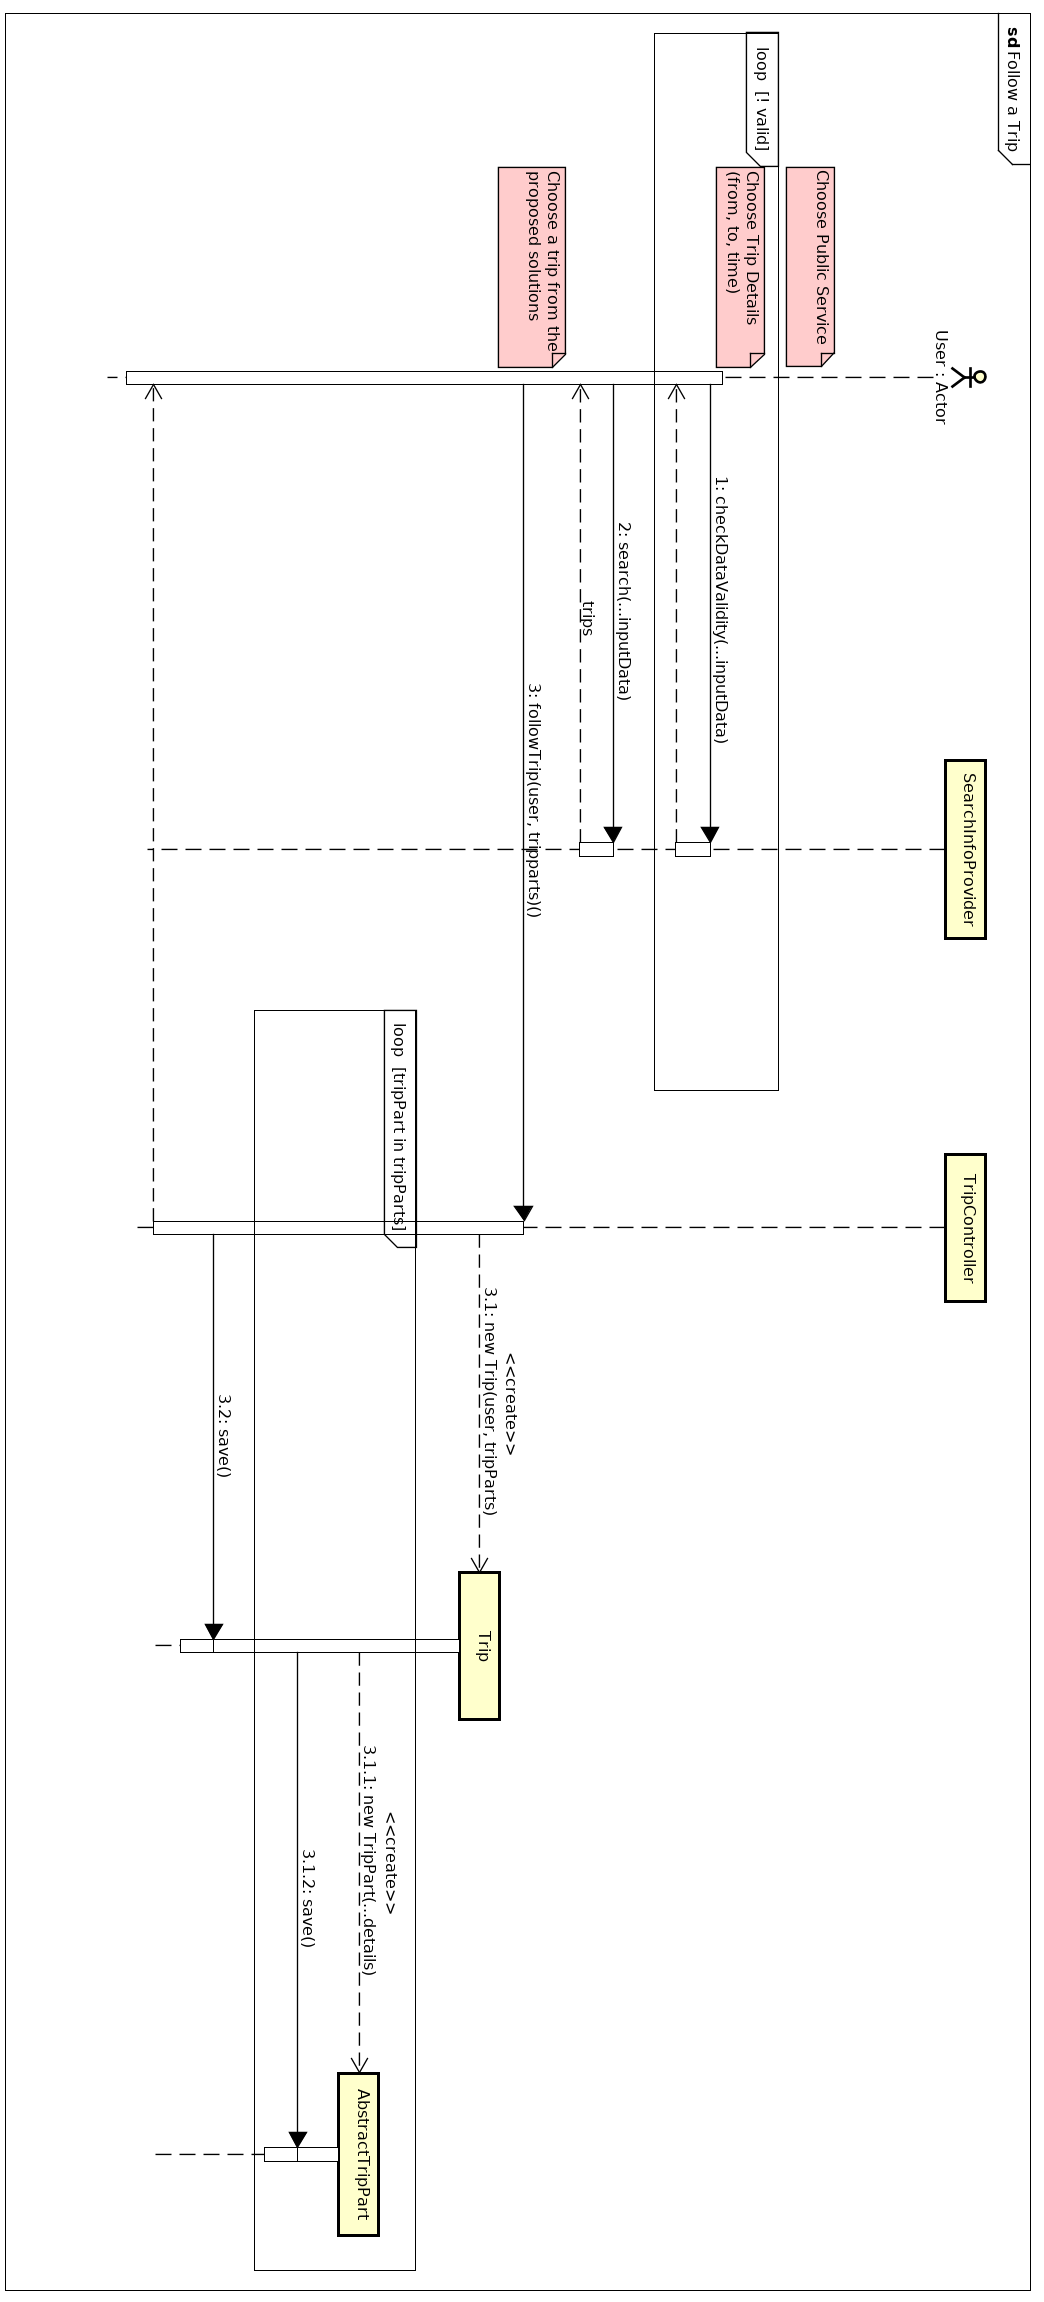 sd Follow a Trip
User : Actor
SearchInfoProvider
TripController
Choose Public Service
loop [! valid]
Choose Trip Details
(from, to, time)
1: checkDataValidity(...inputData)
2: search(...inputData)
trips
Choose a trip from the
proposed solutions
3: followTrip(user, tripparts)()
<<create>>
3.1: new Trip(user, tripParts)
Trip
loop [tripPart in tripParts]
<<create>>
3.1.1: new TripPart(...details)
AbstractTripPart
3.1.2: save()
3.2: save()